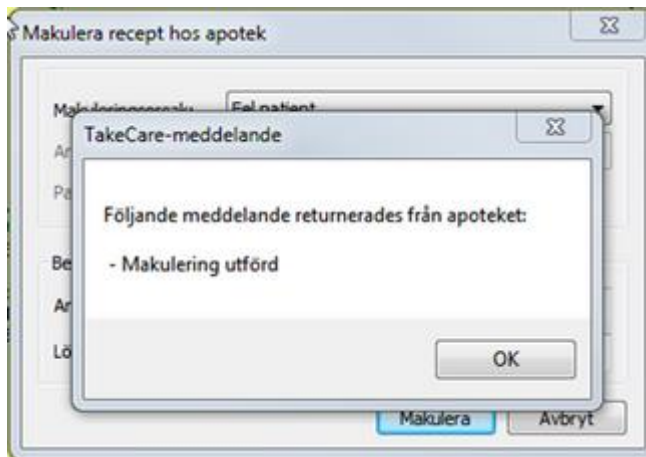 Makulera recept hos apotek
Fel patient
TakeCare-meddelande
Följande meddelande returnerades från apoteket:
- Makulering utförd
OK
Makulera
Avbryt